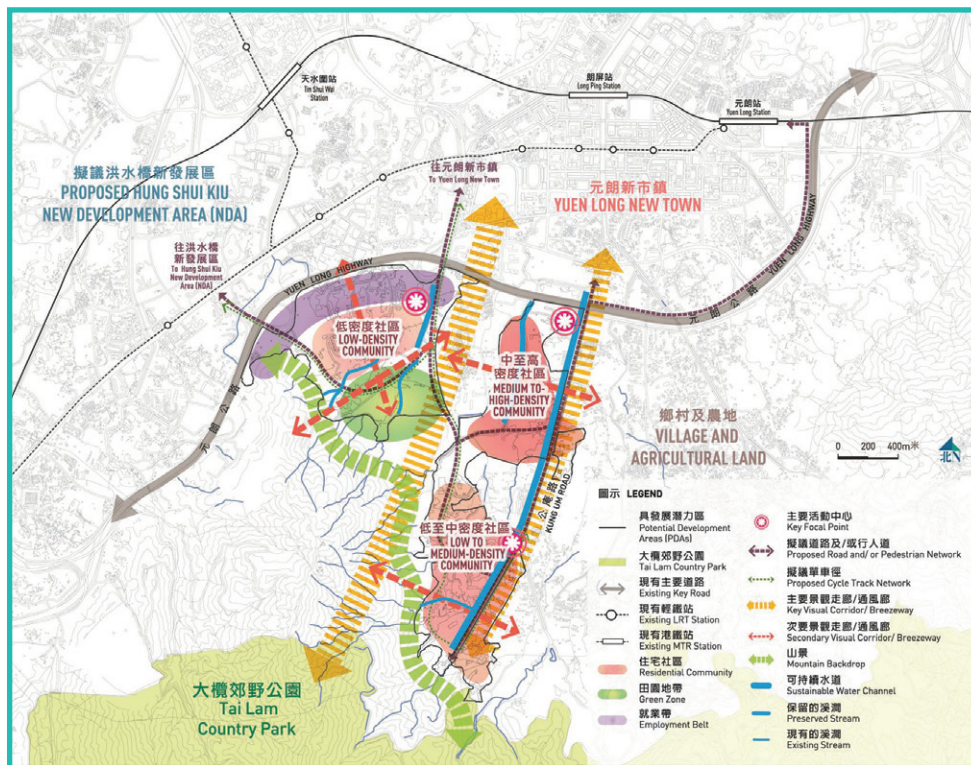 天水圍站
Tin Shui Wai
Station
朗屏站
Long Ping Station
元朗站
Yuen Long Station
擬議洪水橋新發展區
PROPOSED HUNG SHUI KIU
NEW DEVELOPMENT AREA (NDA)
往元朗新市鎮
To Yuen Long New Town
元朗新市鎮
YUEN LONG NEW TOWN
往洪水橋
新發展區
To Hung Shui Kiu
New Development
Area (NDA)
YUEN LONG HIGHWAY
元朗公路 YUEN LONG HIGHWAY
元朗公路
低密度社區
LOW-DENSITY
COMMUNITY
中至高
密度社區
MEDIUM TO-
HIGH-DENSITY
COMMUNITY
鄉村及農地
VILLAGE AND
AGRICULTURAL LAND
公庵路
KUNG UM ROAD
低至中密度社區
LOW TO
MEDIUM-DENSITY
COMMUNITY
大欖郊野公園
Tai Lam
Country Park
0 200 400m米
北N
圖示 LEGEND
具發展潛力區
Potential Development
Areas (PDAs)
大欖郊野公園
Tai Lam Country Park
現有主要道路
Existing Key Road
現有輕鐵站
Existing LRT Station
現有港鐵站
Existing MTR Station
住宅社區
Residential Community
田園地帶
Green Zone
就業帶
Employment Belt
主要活動中心
Key Focal Point
擬議道路及/或行人道
Proposed Road and/ or Pedestrian Network
擬議單車徑
Proposed Cycle Track Network
主要景觀走廊/通風廊
Key Visual Corridor/ Breezeway
次要景觀走廊/通風廊
Secondary Visual Corridor/ Breezeway
山景
Mountain Backdrop
可持續水道
Sustainable Water Channel
保留的溪澗
Preserved Stream
現有的溪澗
Existing Stream